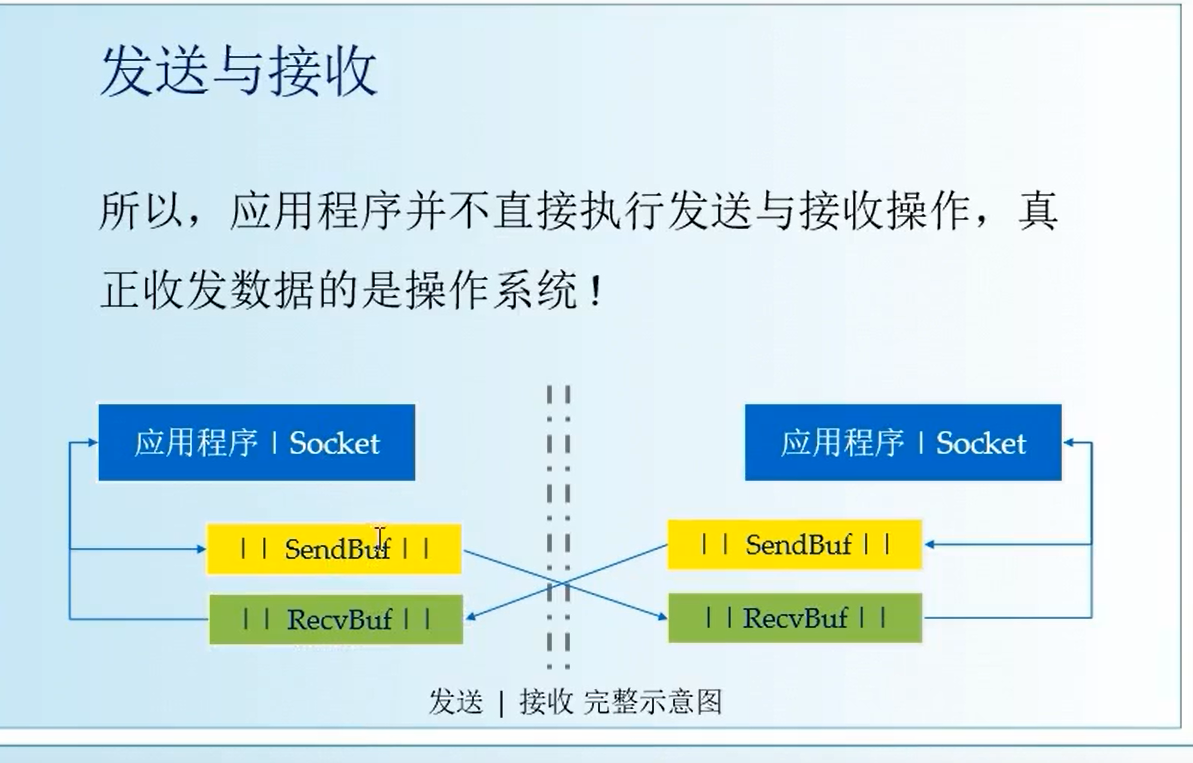 发送与接收
所以，应用程序并不直接执行发送与接收操作，真
正收发数据的是操作系统！
应用程序 | Socket
应用程序 | Socket
| | SendBuf | |
| | SendBuf | |
| | RecvBuf | |
| | RecvBuf | |
发送 | 接收 完整示意图